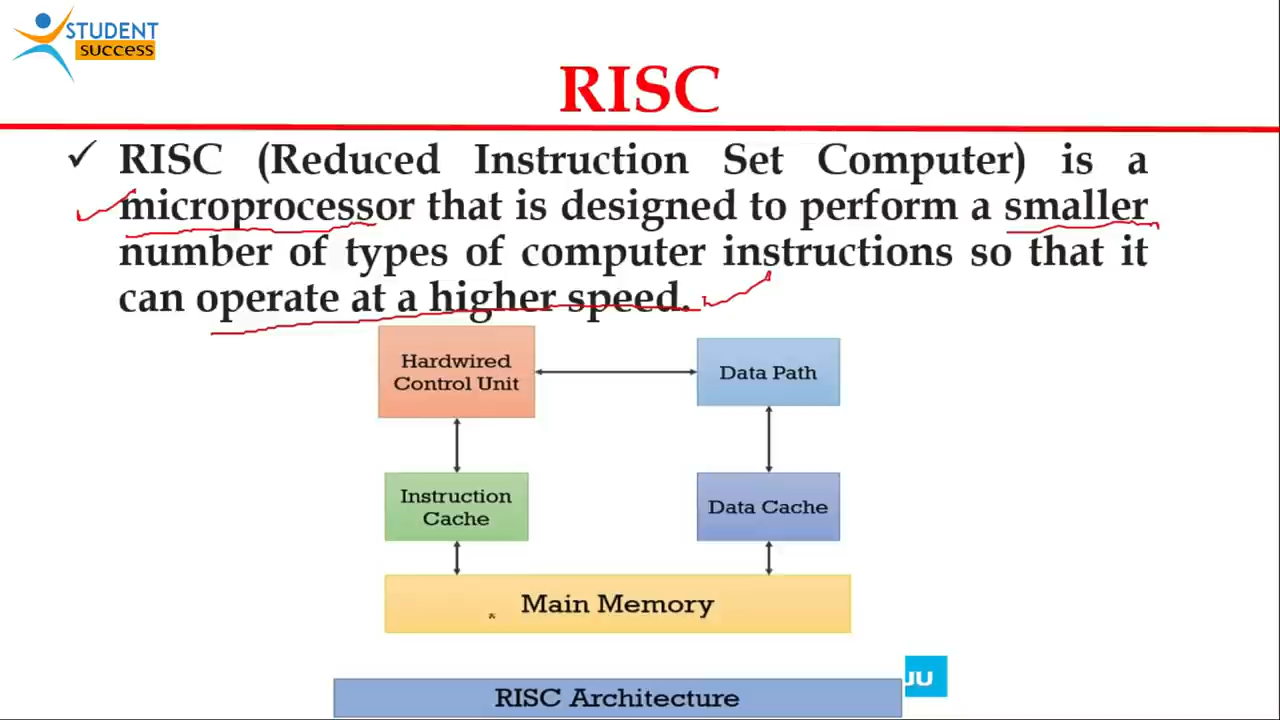 STUDENT
success
RISC
✓ RISC (Reduced Instruction Set Computer) is a
microprocessor that is designed to perform a smaller
number of types of computer instructions so that it
can operate at a higher speed.
Hardwired
Control Unit
Data Path
Instruction
Cache
Data Cache
Main Memory
RISC Architecture